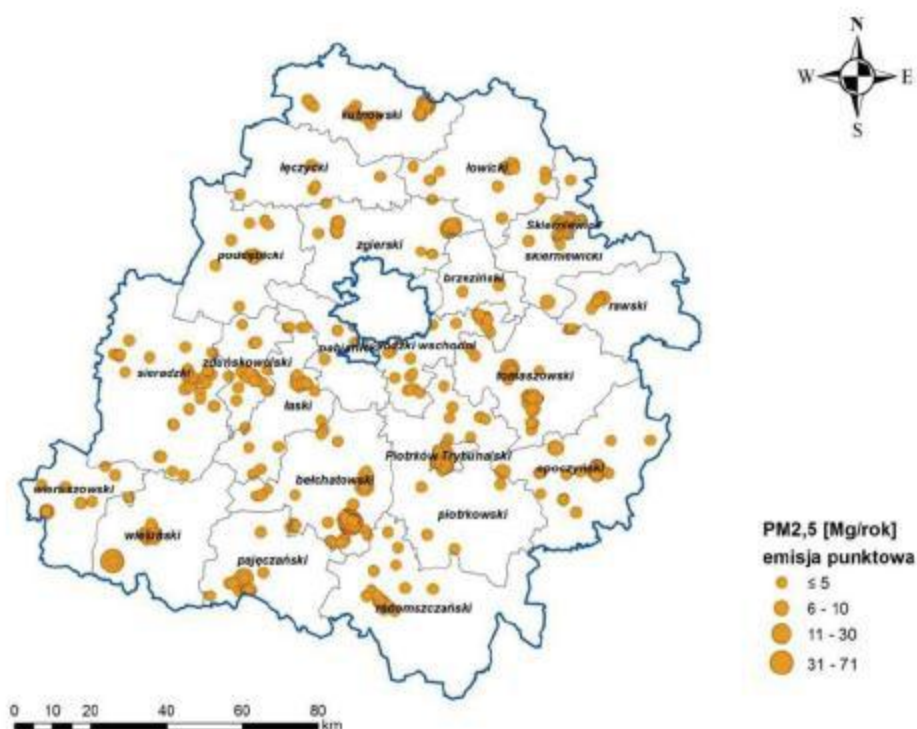 N
W E
S
kutnowski
łęczycki
łowicki
Skierniewice
skierniewicki
poddębicki
zgierski
brzeziński
rawski
łódzki wschodni
zduńskowolski
sieradzki
tomaszowski
łaski
Piotrków Trybunalski
opoczyński
bełchatowski
wieruszowski
piotrkowski
wieluński
pajęczański
radomszczański
PM2,5 [Mg/rok]
emisja punktowa
≤ 5
6 - 10
11 - 30
31 - 71
0 10 20 40 60 80
km